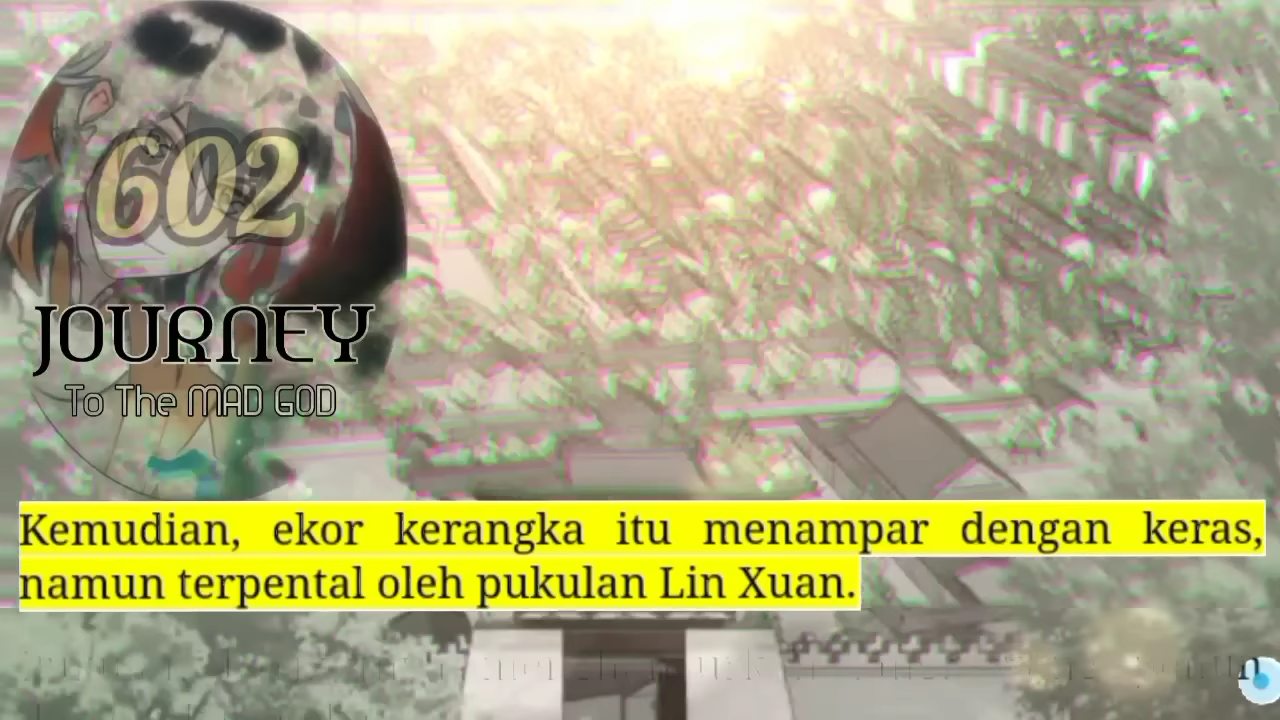 602
JOURNEY
To The MAD GOD
Kemudian, ekor kerangka itu menampar dengan keras,
namun terpental oleh pukulan Lin Xuan.